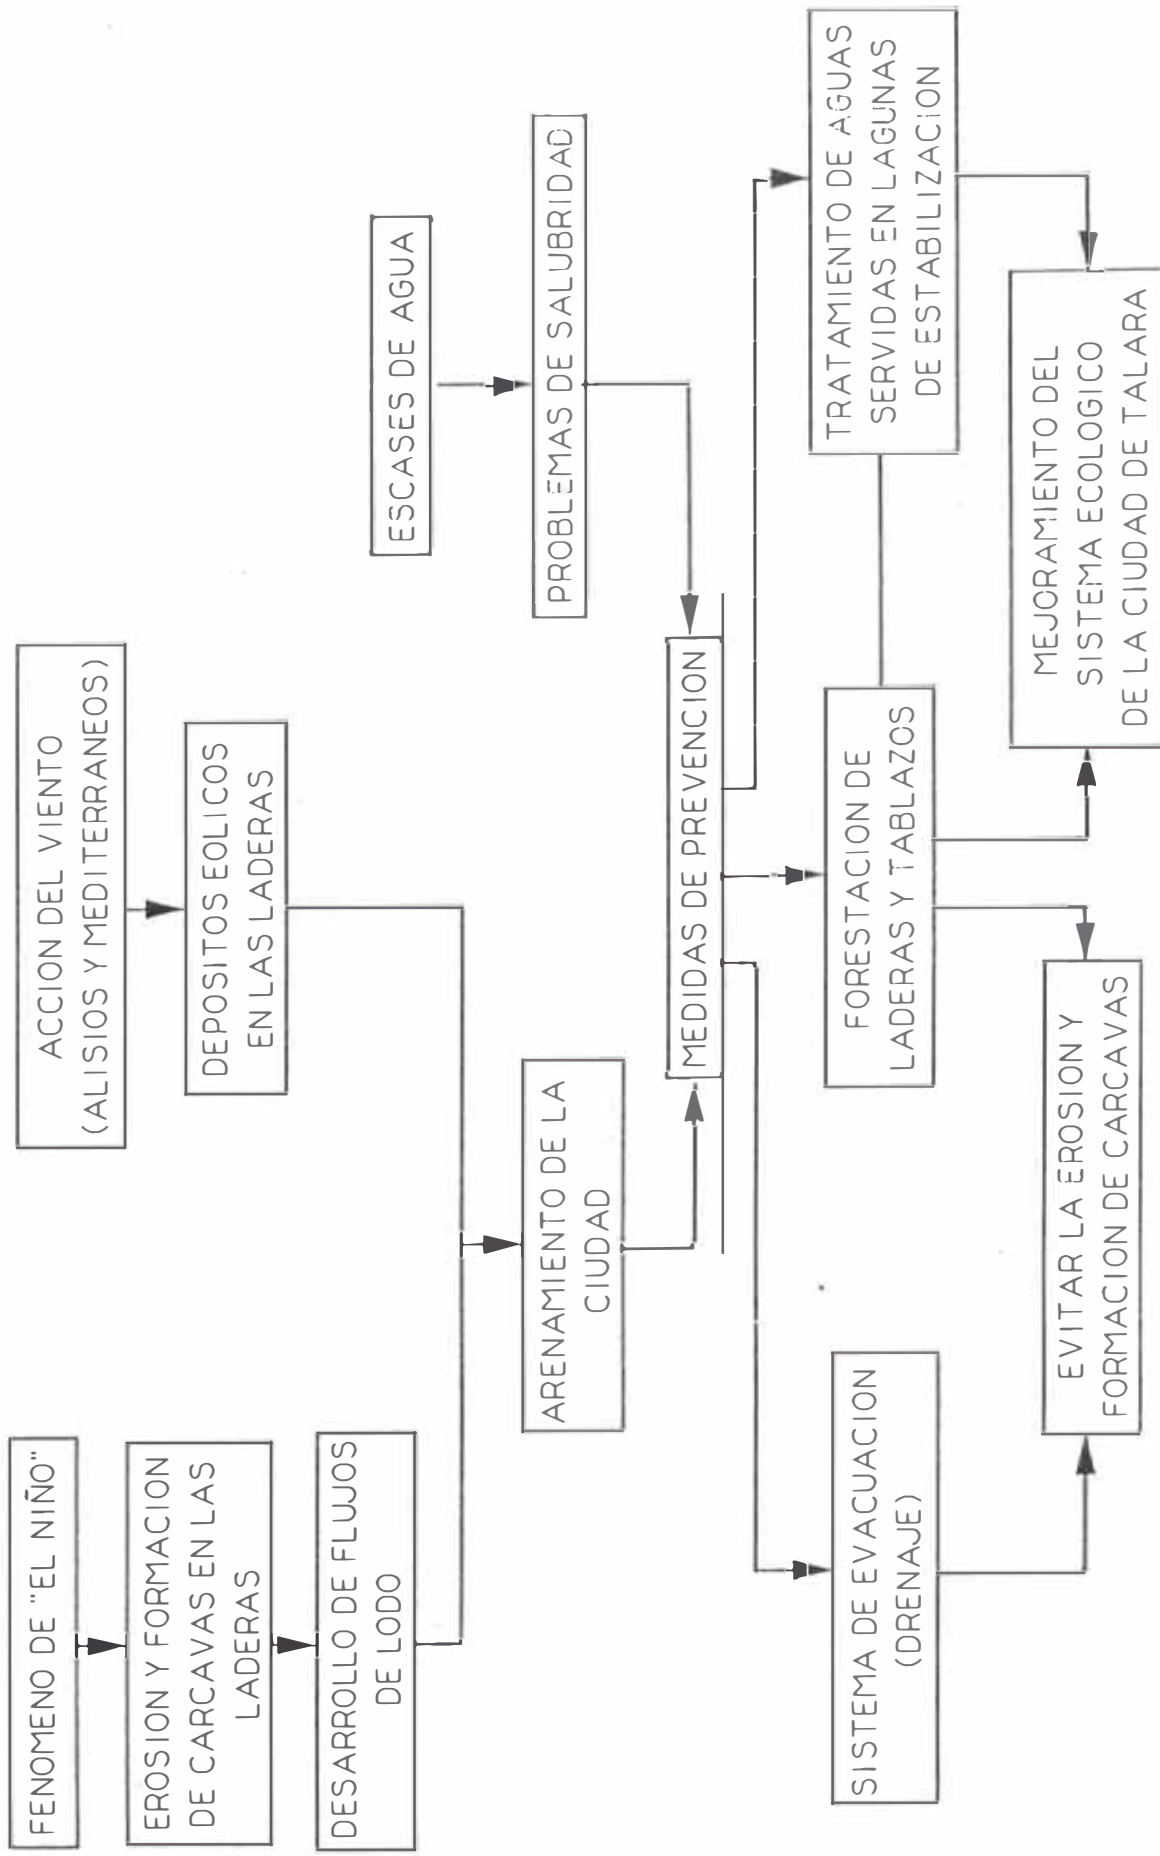 FENOMENO DE "EL NIÑO"
EROSION Y FORMACION
DE CARCAVAS EN LAS
LADERAS
DESARROLLO DE FLUJOS
DE LODO
ACCION DEL VIENTO
(ALISIOS Y MEDITERRANEOS)
DEPOSITOS EOLICOS
EN LAS LADERAS
ARENAMIENTO DE LA
CIUDAD
ESCASES DE AGUA
PROBLEMAS DE SALUBRIDAD
MEDIDAS DE PREVENCION
SISTEMA DE EVACUACION
(DRENAJE)
FORESTACION DE
LADERAS Y TABLAZOS
TRATAMIENTO DE AGUAS
SERVIDAS EN LAGUNAS
DE ESTABILIZACION
EVITAR LA EROSION Y
FORMACION DE CARCAVAS
MEJORAMIENTO DEL
SISTEMA ECOLOGICO
DE LA CIUDAD DE TALARA